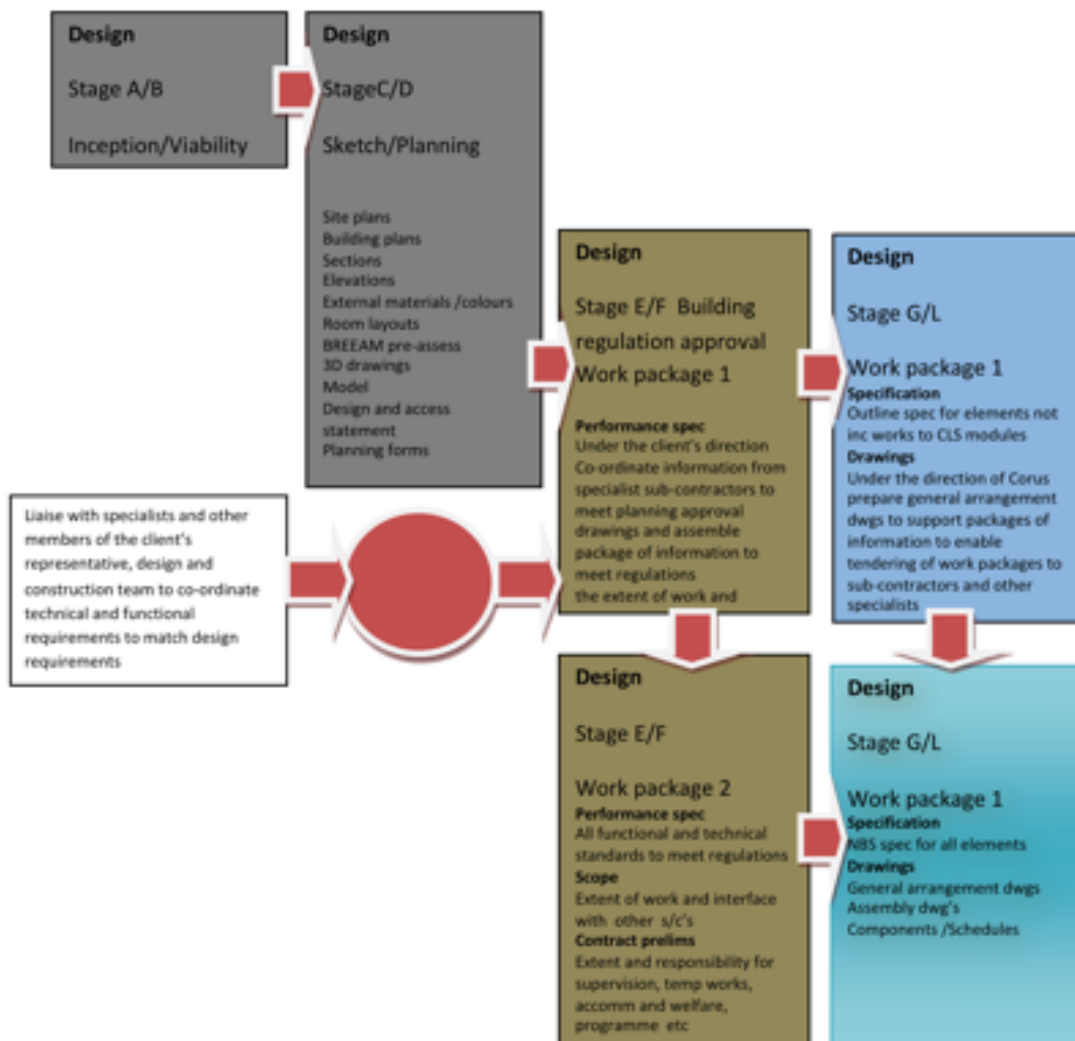 Design
Stage A/B
Inception/Viability
Design
StageC/D
Sketch/Planning
Site plans
Building plans
Sections
Elevations
External materials /colours
Room layouts
BREEAM pre-assess
3D drawings
Model
Design and access
statement
Planning forms
Liaise with specialists and other
members of the client's
representative, design and
construction team to co-ordinate
technical and functional
requirements to match design
requirements
Design
Stage E/F Building
regulation approval
Work package 1
Performance spec
Under the client's direction
Co-ordinate information from
specialist sub-contractors to
meet planning approval
drawings and assemble
package of information to
meet regulations
the extent of work and
Design
Stage G/L
Work package 1
Specification
Outline spec for elements not
inc works to CLS modules
Drawings
Under the direction of Corus
prepare general arrangement
dwgs to support packages of
information to enable
tendering of work packages to
sub-contractors and other
specialists
Design
Stage E/F
Work package 2
Performance spec
All functional and technical
standards to meet regulations
Scope
Extent of work and interface
with other s/c's
Contract prelims
Extent and responsibility for
supervision, temp works,
accomm and welfare,
programme etc
Design
Stage G/L
Work package 1
Specification
NBS spec for all elements
Drawings
General arrangement dwgs
Assembly dwg's
Components /Schedules